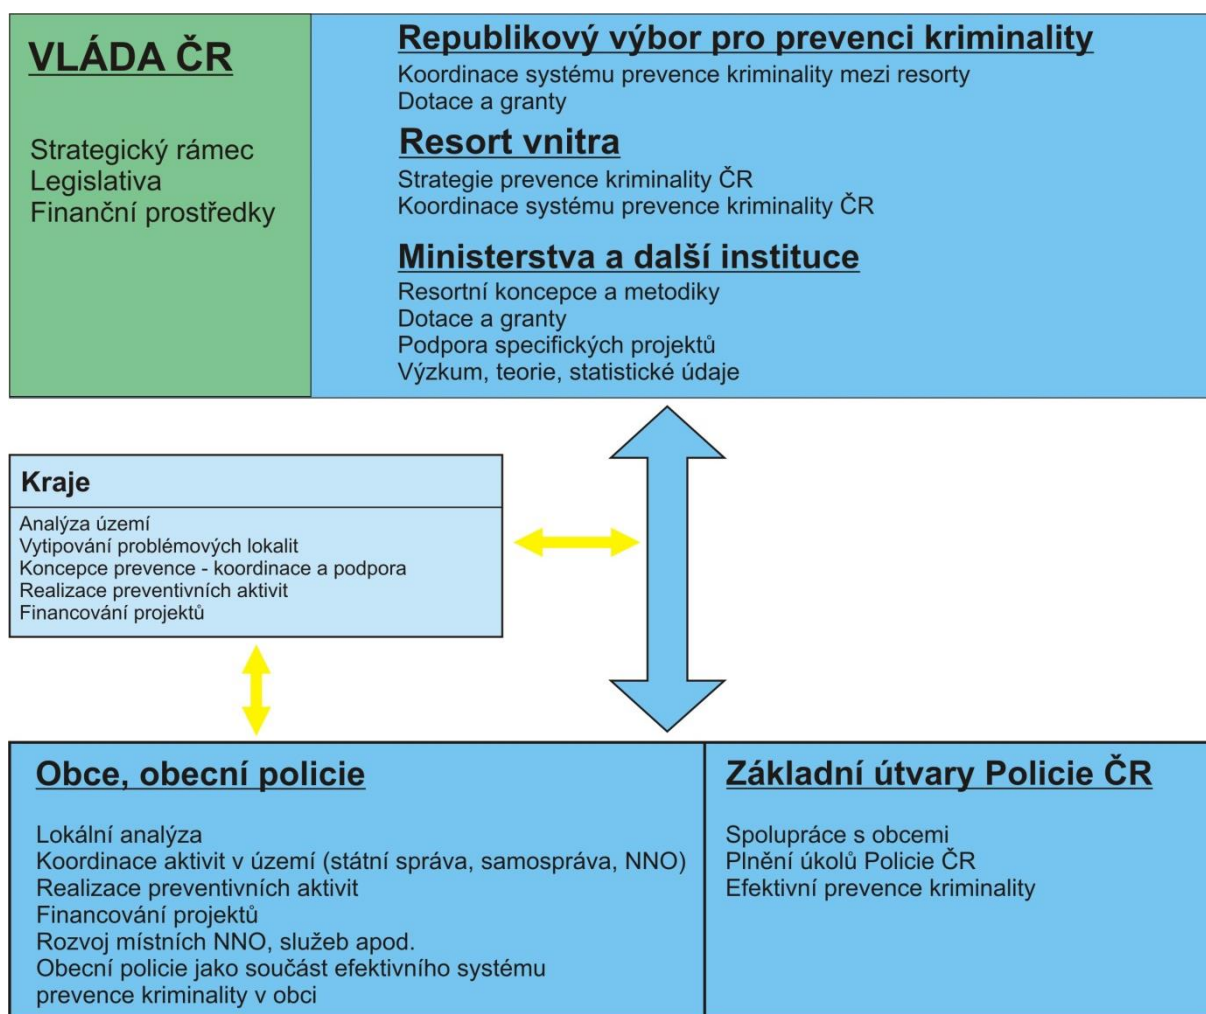 VLÁDA ČR
Strategický rámec
Legislativa
Finanční prostředky
Republikový výbor pro prevenci kriminality
Koordinace systému prevence kriminality mezi resorty
Dotace a granty
Resort vnitra
Strategie prevence kriminality ČR
Koordinace systému prevence kriminality ČR
Ministerstva a další instituce
Resortní koncepce a metodiky
Dotace a granty
Podpora specifických projektů
Výzkum, teorie, statistické údaje
Kraje
Analýza území
Vytipování problémových lokalit
Koncepce prevence - koordinace a podpora
Realizace preventivních aktivit
Financování projektů
Obce, obecní policie
Lokální analýza
Koordinace aktivit v území (státní správa, samospráva, NNO)
Realizace preventivních aktivit
Financování projektů
Rozvoj místních NNO, služeb apod.
Obecní policie jako součást efektivního systému
prevence kriminality v obci
Základní útvary Policie ČR
Spolupráce s obcemi
Plnění úkolů Policie ČR
Efektivní prevence kriminality